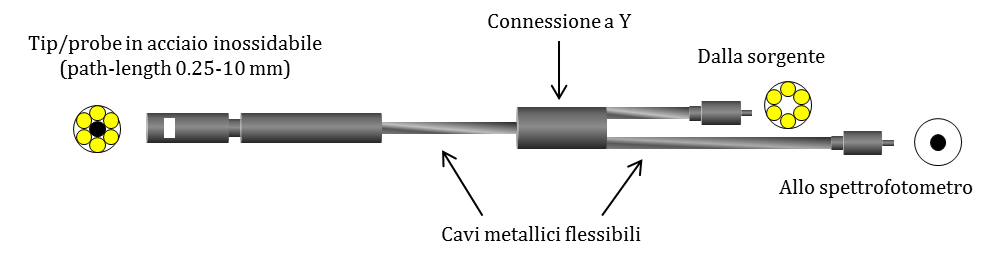 Connessione a Y
Tip/probe in acciaio inossidabile
(path-length 0.25-10 mm)
Dalla sorgente
Allo spettrofotometro
Cavi metallici flessibili